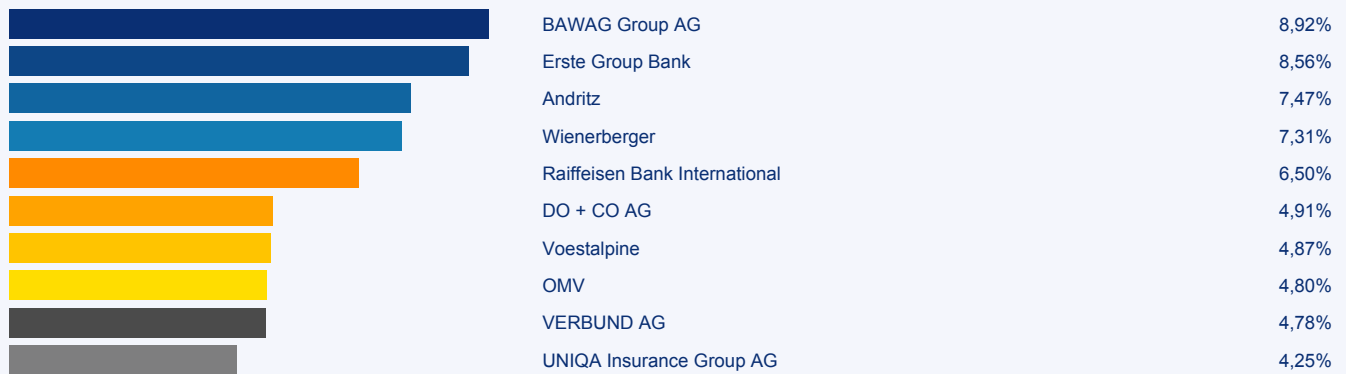 BAWAG Group AG 8,92%
Erste Group Bank 8,56%
Andritz 7,47%
Wienerberger 7,31%
Raiffeisen Bank International 6,50%
DO + CO AG 4,91%
Voestalpine 4,87%
OMV 4,80%
VERBUND AG 4,78%
UNIQA Insurance Group AG 4,25%